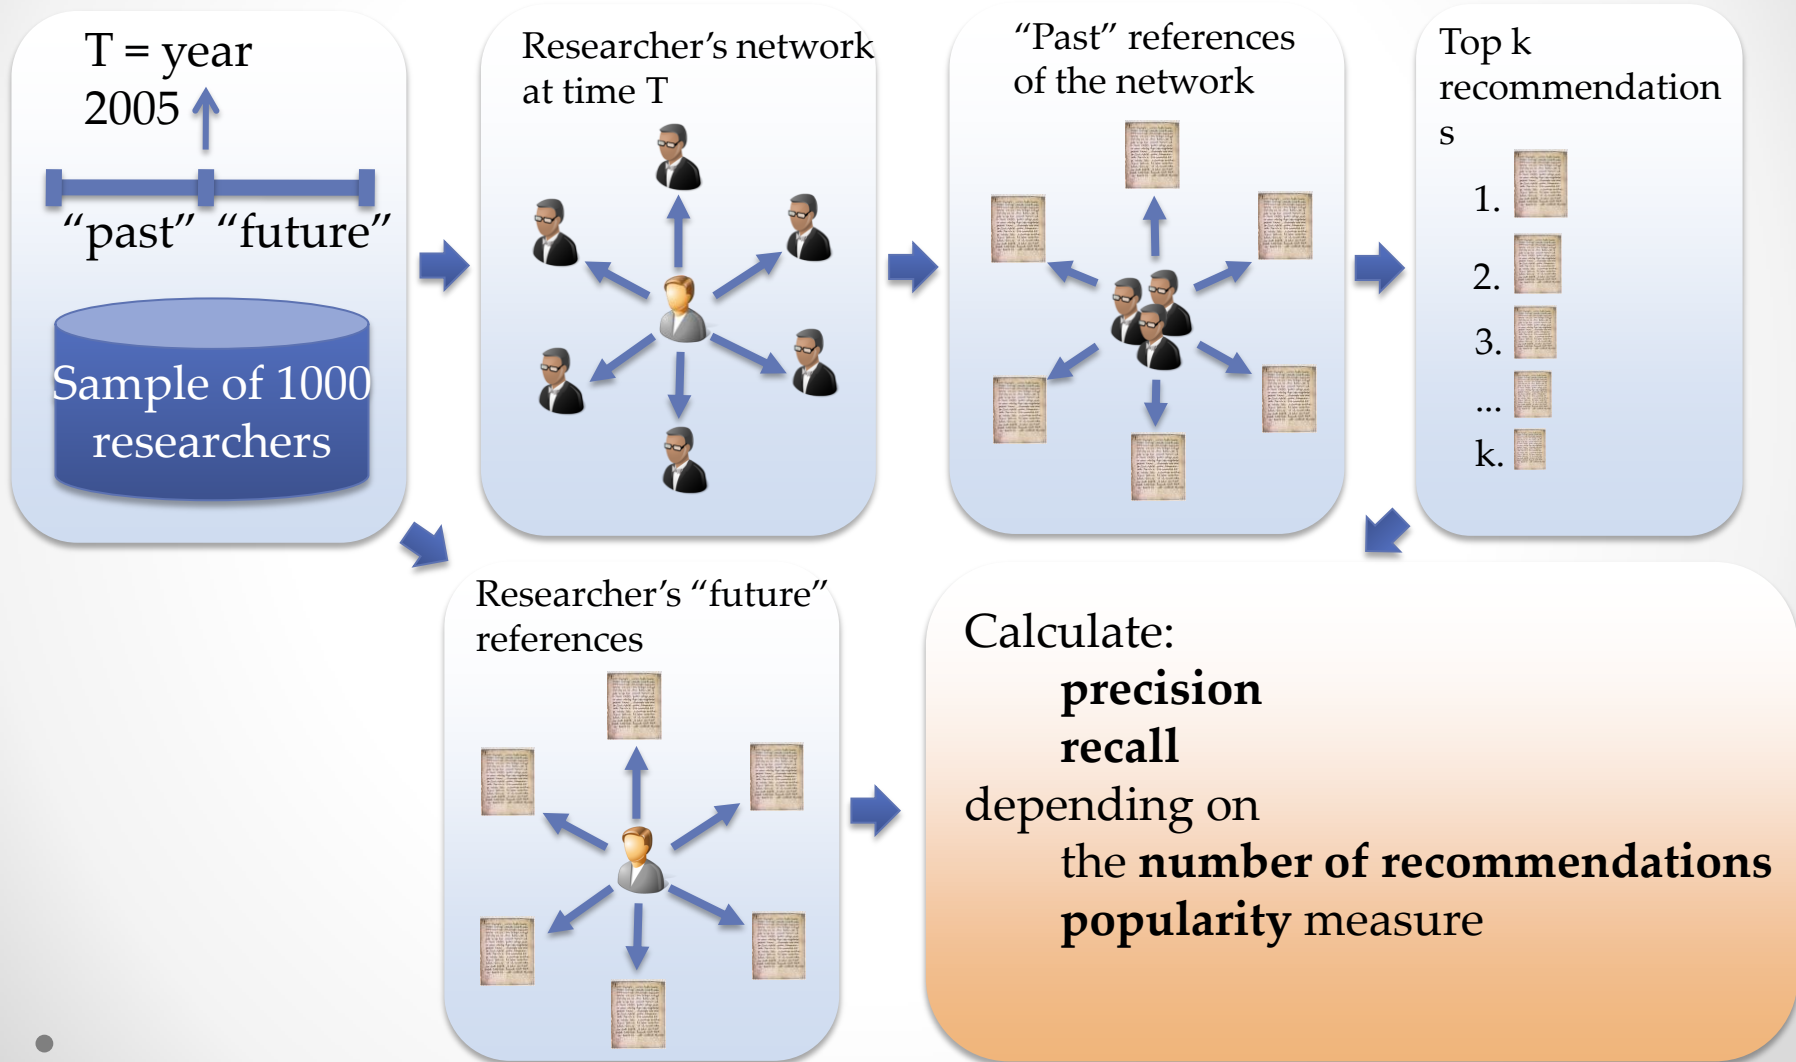 T = year
2005
“past” “future”
Sample of 1000
researchers
Researcher’s network
at time T
“Past” references
of the network
Top k
recommendation
s
1.
2.
3.
...
k.
Researcher’s “future”
references
Calculate:
precision
recall
depending on
the number of recommendations
popularity measure